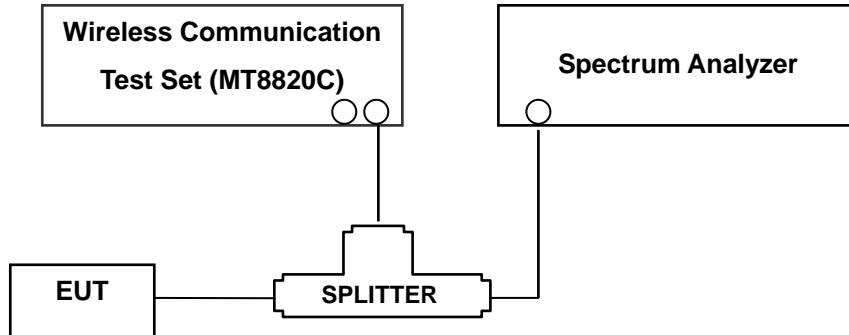 Wireless Communication
Test Set (MT8820C)
Spectrum Analyzer
EUT
SPLITTER